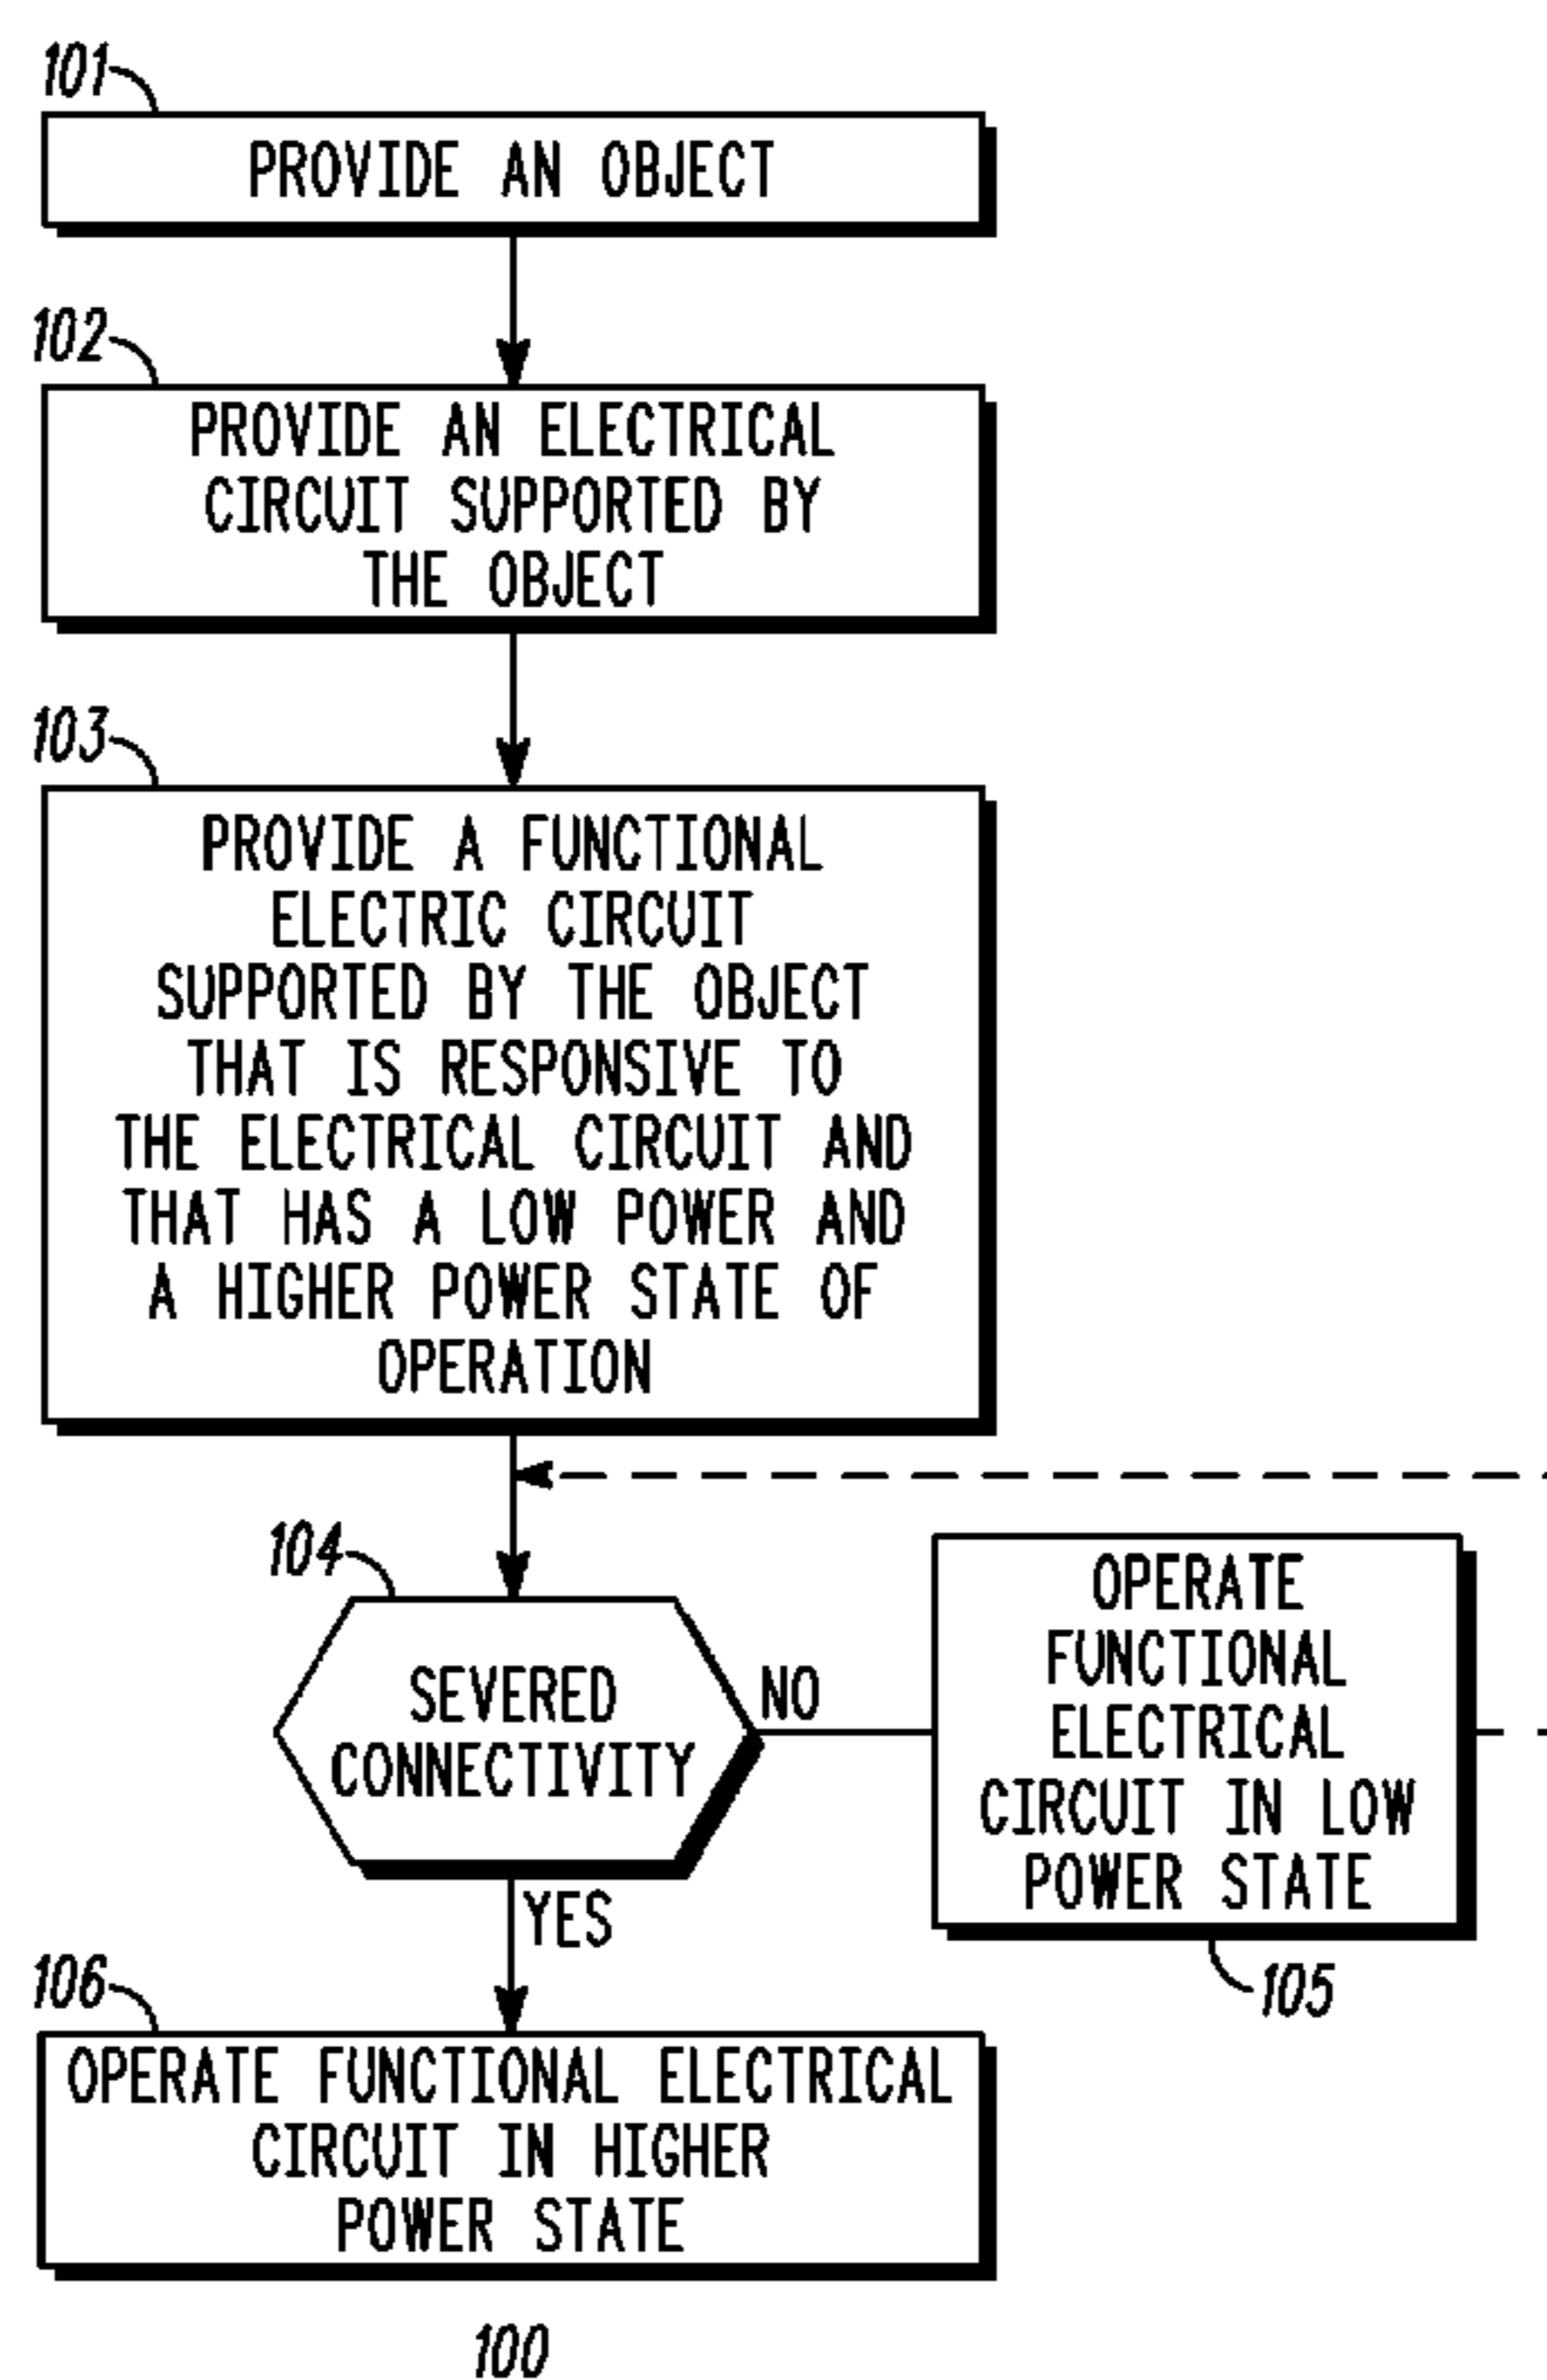 101
PROVIDE AN OBJECT
102
PROVIDE AN ELECTRICAL
CIRCUIT SUPPORTED BY
THE OBJECT
103
PROVIDE A FUNCTIONAL
ELECTRIC CIRCUIT
SUPPORTED BY THE OBJECT
THAT IS RESPONSIVE TO
THE ELECTRICAL CIRCUIT AND
THAT HAS A LOW POWER AND
A HIGHER POWER STATE OF
OPERATION
104
SEVERED
CONNECTIVITY
NO
OPERATE
FUNCTIONAL
ELECTRICAL
CIRCUIT IN LOW
POWER STATE
105
YES
106
OPERATE FUNCTIONAL ELECTRICAL
CIRCUIT IN HIGHER
POWER STATE
100